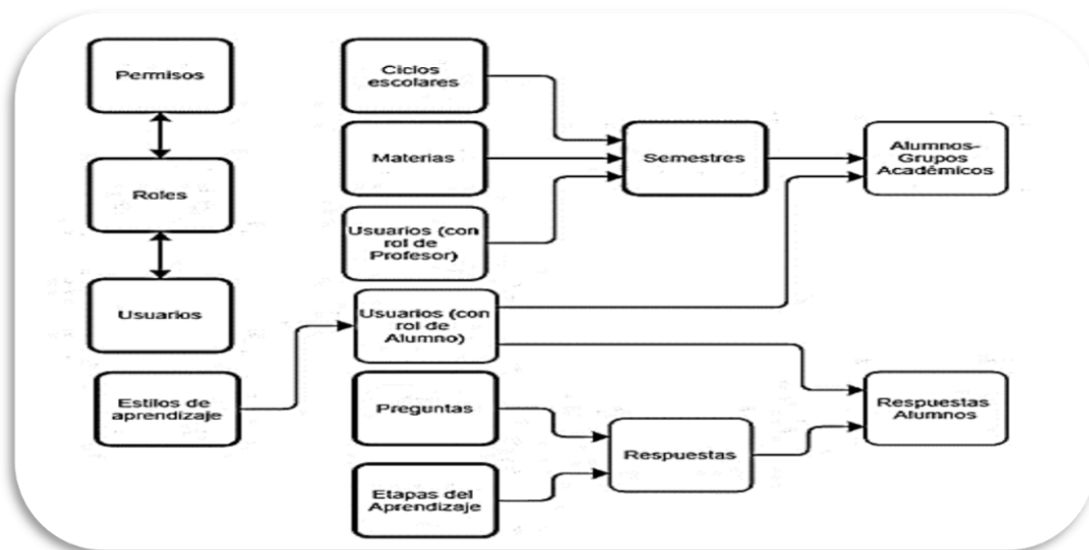 Permisos
Roles
Usuarios
Estilos de
aprendizaje
Ciclos
escolares
Materias
Usuarios (con
rol de
Profesor)
Usuarios (con
rol de
Alumno)
Preguntas
Etapas del
Aprendizaje
Semestres
Respuestas
Alumnos-
Grupos
Académicos
Respuestas
Alumnos